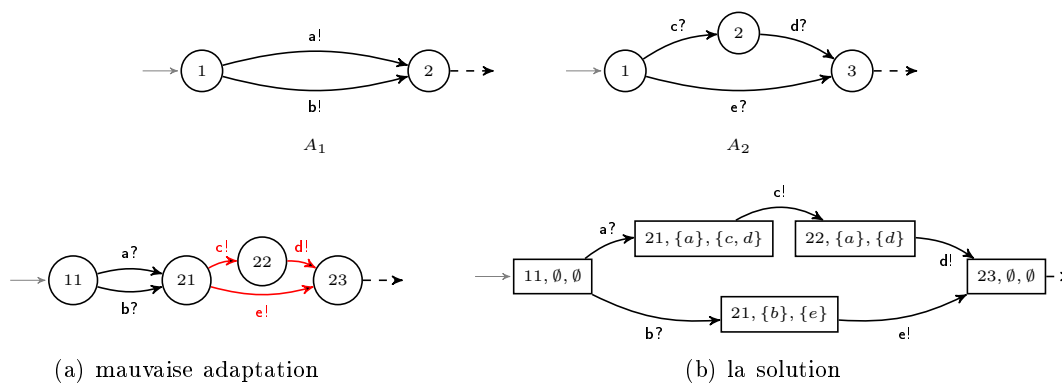 a!
1
2
b!
A1
c?
2
d?
1
3
e?
A2
a?
c!
22
d!
11
21
23
b?
e!
(a) mauvaise adaptation
c!
a?
21, {a}, {c, d}
22, {a}, {d}
d!
11, ∅, ∅
23, ∅, ∅
21, {b}, {e}
b?
e!
(b) la solution